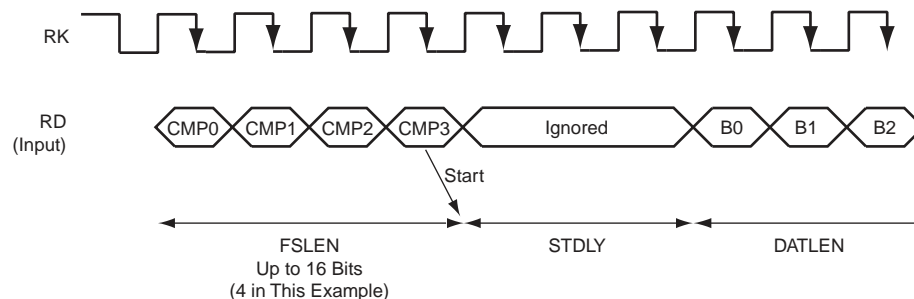 RK
RD
(Input)
CMP0 CMP1 CMP2 CMP3 Ignored B0 B1 B2
Start
FSLEN STDLY DATLEN
Up to 16 Bits
(4 in This Example)